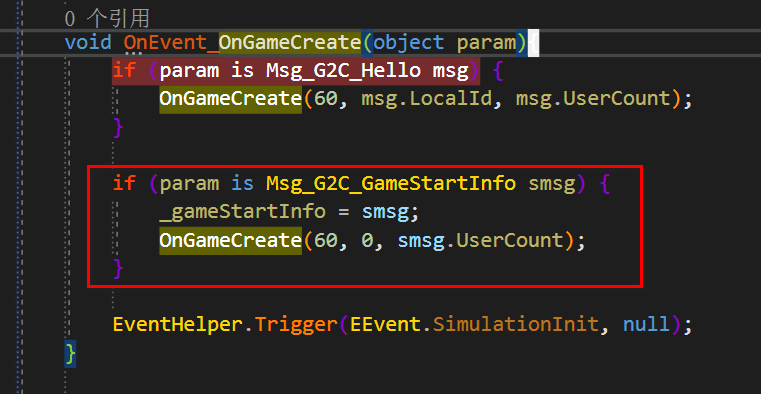 0 个引用
void OnEvent_OnGameCreate(object param){
if (param is Msg_G2C_Hello msg) {
OnGameCreate(60, msg.LocalId, msg.UserCount);
}
if (param is Msg_G2C_GameStartInfo smsg) {
_gameStartInfo = smsg;
OnGameCreate(60, 0, smsg.UserCount);
}
EventHelper.Trigger(EEvent.SimulationInit, null);
}